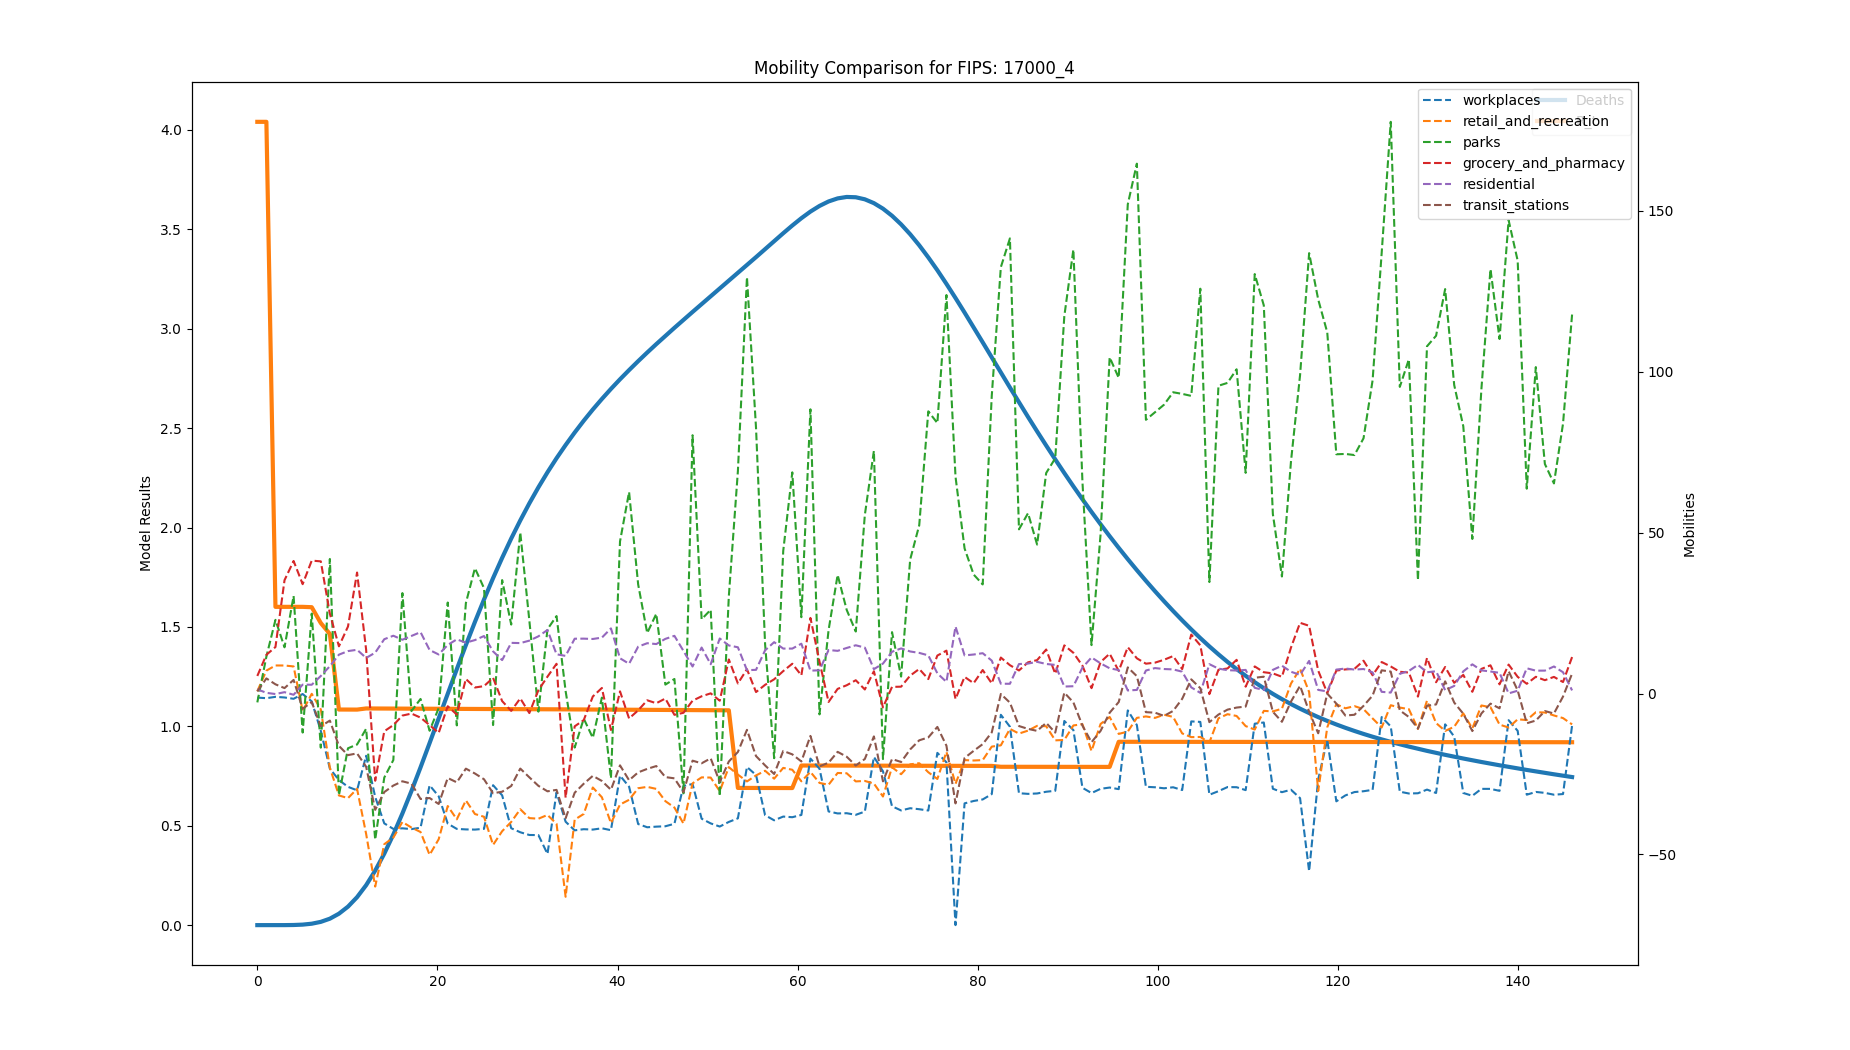 Mobility Comparison for FIPS: 17000_4
workplaces
Deaths
retail_and_recreation
parks
grocery_and_pharmacy
residential
transit_stations
4.0
3.5
3.0
2.5
2.0
1.5
1.0
0.5
0.0
Model Results
150
100
50
0
−50
Mobilities
0
20
40
60
80
100
120
140